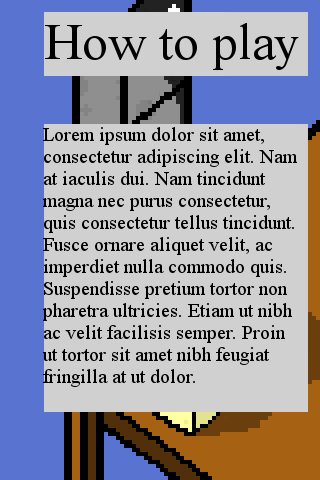 How to play
Lorem ipsum dolor sit amet,
consectetur adipiscing elit. Nam
at iaculis dui. Nam tincidunt
magna nec purus consectetur,
quis consectetur tellus tincidunt.
Fusce ornare aliquet velit, ac
imperdiet nulla commodo quis.
Suspendisse pretium tortor non
pharetra ultricies. Etiam ut nibh
ac velit facilisis semper. Proin
ut tortor sit amet nibh feugiat
fringilla at ut dolor.